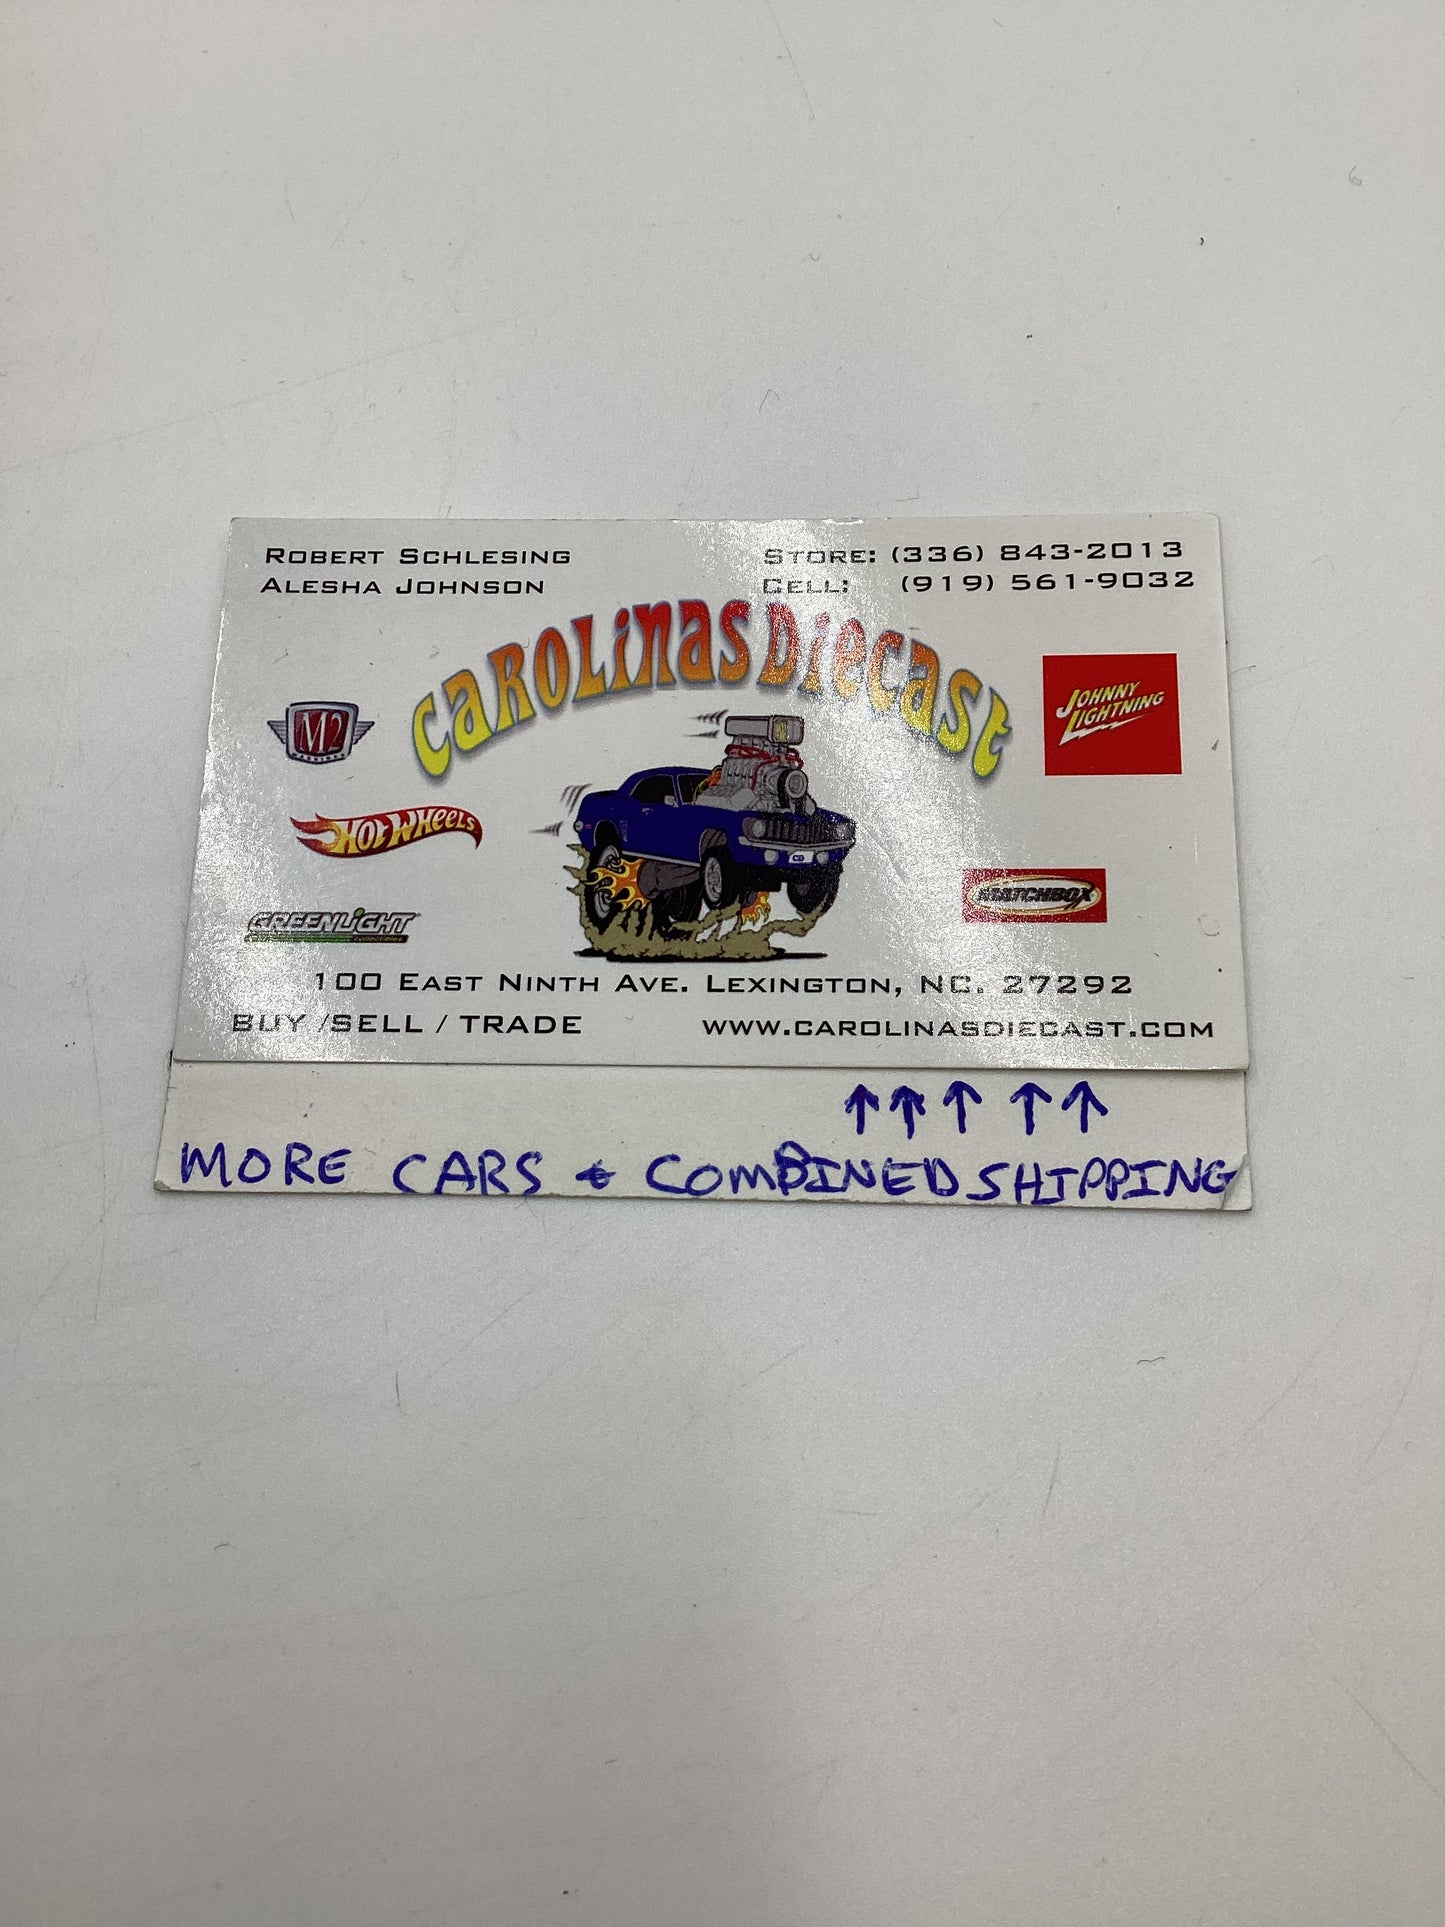 ROBERT SCHLESING
ALESHA JOHNSON
STORE: (336) 843-2013
CELL: (919) 561-9032
CAROLINAS DIECAST
M2
JOHNNY
LIGHTNING
HOT WHEELS
CD
MATCHBOX
GREENLIGHT
100 EAST NINTH AVE. LEXINGTON, NC. 27292
BUY /SELL / TRADE
WWW.CAROLINASDIECAST.COM
↑↑↑↑↑
MORE CARS & COMBINED SHIPPING